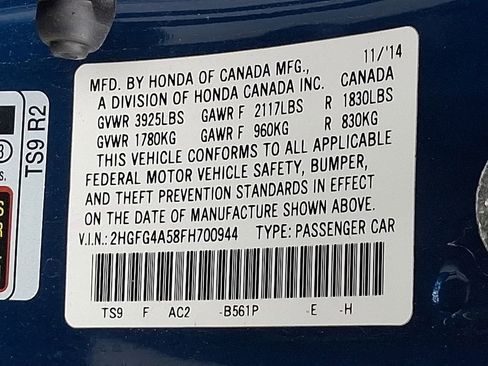 11/'14
MFD. BY HONDA OF CANADA MFG.,
A DIVISION OF HONDA CANADA INC. CANADA
GVWR 3925LBS GAWR F 2117LBS R 1830LBS
GVWR 1780KG GAWR F 960KG R 830KG
THIS VEHICLE CONFORMS TO ALL APPLICABLE
FEDERAL MOTOR VEHICLE SAFETY, BUMPER,
AND THEFT PREVENTION STANDARDS IN EFFECT
ON THE DATE OF MANUFACTURE SHOWN ABOVE.
V.I.N.: 2HGFG4A58FH700944 TYPE: PASSENGER CAR
TS9 F AC2 -B561P -E -H
TS9 R2